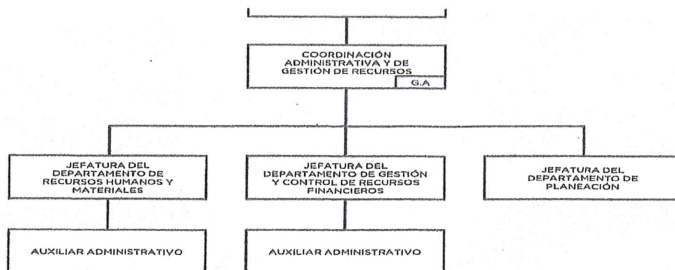 COORDINACIÓN
ADMINISTRATIVA Y DE
GESTIÓN DE RECURSOS
G.A
JEFATURA DEL
DEPARTAMENTO DE
RECURSOS HUMANOS Y
MATERIALES
JEFATURA DEL
DEPARTAMENTO DE GESTIÓN
Y CONTROL DE RECURSOS
FINANCIEROS
JEFATURA DEL
DEPARTAMENTO DE
PLANEACIÓN
AUXILIAR ADMINISTRATIVO
AUXILIAR ADMINISTRATIVO